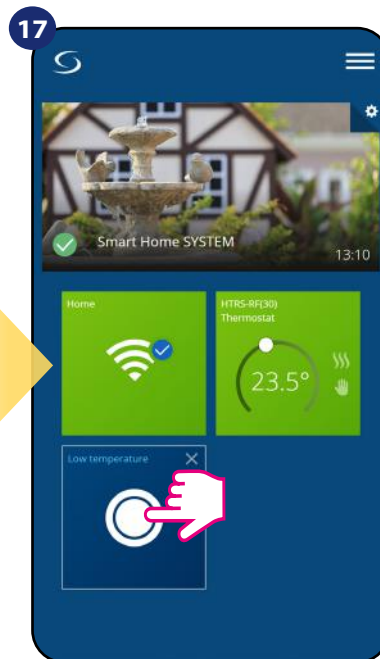 17
Smart Home SYSTEM
13:10
Home
HTRS-RF(30)
Thermostat
23.5°
Low temperature